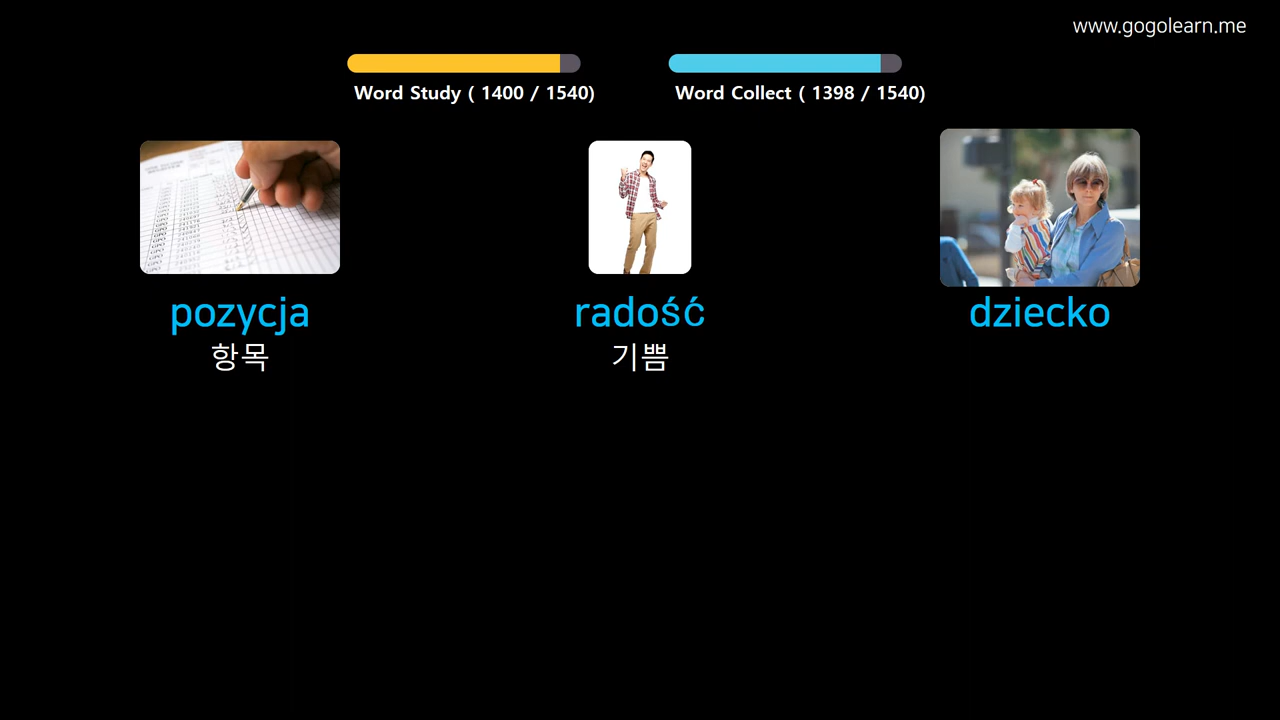 www.gogolearn.me
Word Study ( 1400 / 1540)
Word Collect ( 1398 / 1540)
pozycja
항목
radość
기쁨
dziecko